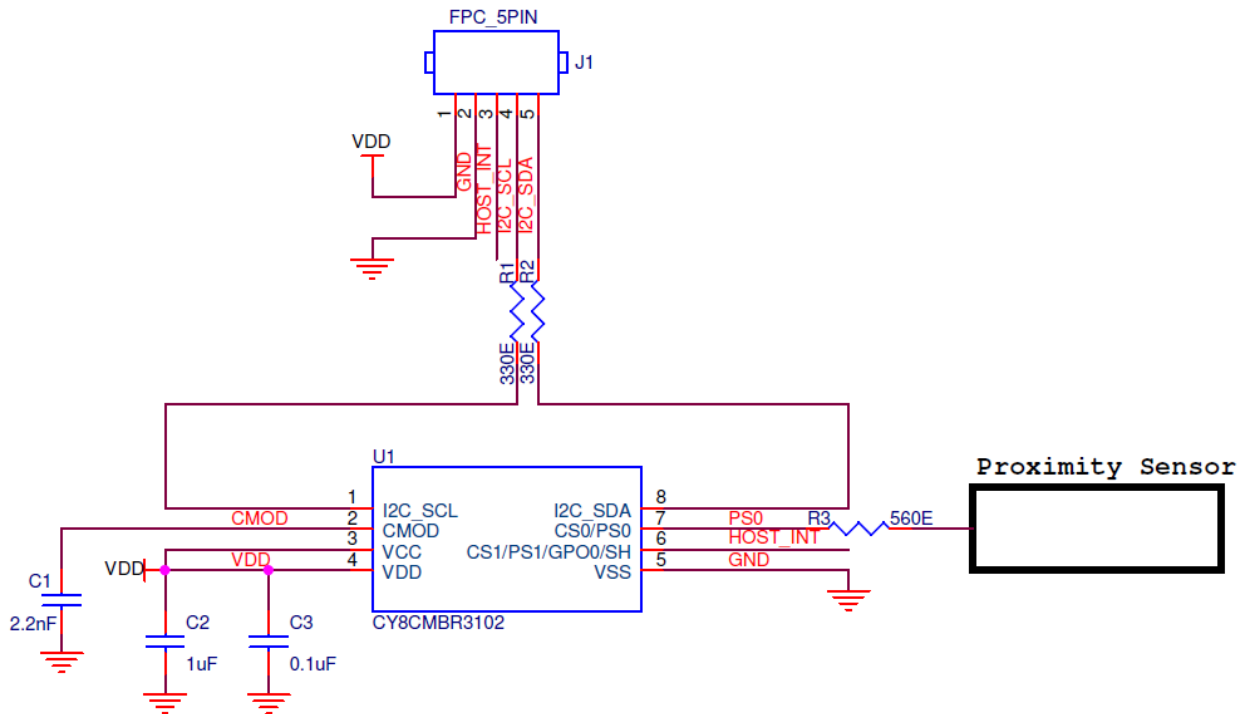 FPC_5PIN
J1
1
2
3
4
5
VDD
GND
HOST_INT
I2C_SCL
I2C_SDA
R1
R2
330E
330E
U1
Proximity Sensor
1
I2C_SCL
I2C_SDA
8
CMOD
2
CMOD
CS0/PS0
7
PS0
R3
560E
3
VCC
CS1/PS1/GPO0/SH
6
HOST_INT
VDD
VDD
4
VDD
VSS
5
GND
C1
2.2nF
C2
1uF
C3
0.1uF
CY8CMBR3102